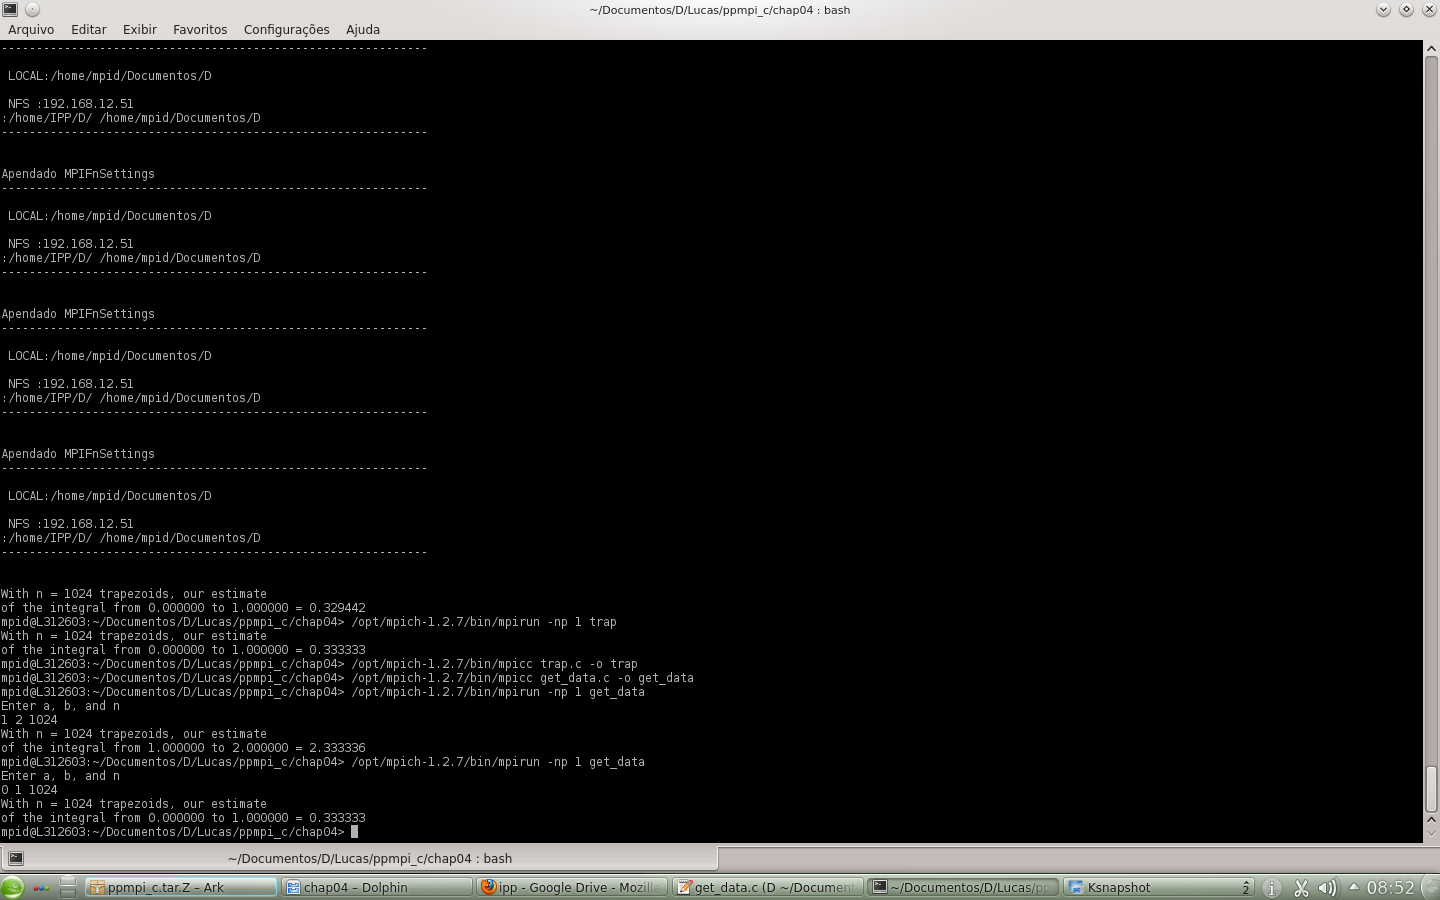 ~/Documentos/D/Lucas/ppmpi_c/chap04 : bash
Arquivo Editar Exibir Favoritos Configurações Ajuda
-------------------------------------------------------------
LOCAL:/home/mpid/Documentos/D
NFS :192.168.12.51
:/home/IPP/D/ /home/mpid/Documentos/D
-------------------------------------------------------------
Apendado MPIFnSettings
-------------------------------------------------------------
LOCAL:/home/mpid/Documentos/D
NFS :192.168.12.51
:/home/IPP/D/ /home/mpid/Documentos/D
-------------------------------------------------------------
Apendado MPIFnSettings
-------------------------------------------------------------
LOCAL:/home/mpid/Documentos/D
NFS :192.168.12.51
:/home/IPP/D/ /home/mpid/Documentos/D
-------------------------------------------------------------
Apendado MPIFnSettings
-------------------------------------------------------------
LOCAL:/home/mpid/Documentos/D
NFS :192.168.12.51
:/home/IPP/D/ /home/mpid/Documentos/D
-------------------------------------------------------------
With n = 1024 trapezoids, our estimate
of the integral from 0.000000 to 1.000000 = 0.329442
mpid@L312603:~/Documentos/D/Lucas/ppmpi_c/chap04> /opt/mpich-1.2.7/bin/mpirun -np 1 trap
With n = 1024 trapezoids, our estimate
of the integral from 0.000000 to 1.000000 = 0.333333
mpid@L312603:~/Documentos/D/Lucas/ppmpi_c/chap04> /opt/mpich-1.2.7/bin/mpicc trap.c -o trap
mpid@L312603:~/Documentos/D/Lucas/ppmpi_c/chap04> /opt/mpich-1.2.7/bin/mpicc get_data.c -o get_data
mpid@L312603:~/Documentos/D/Lucas/ppmpi_c/chap04> /opt/mpich-1.2.7/bin/mpirun -np 1 get_data
Enter a, b, and n
1 2 1024
With n = 1024 trapezoids, our estimate
of the integral from 1.000000 to 2.000000 = 2.333336
mpid@L312603:~/Documentos/D/Lucas/ppmpi_c/chap04> /opt/mpich-1.2.7/bin/mpirun -np 1 get_data
Enter a, b, and n
0 1 1024
With n = 1024 trapezoids, our estimate
of the integral from 0.000000 to 1.000000 = 0.333333
mpid@L312603:~/Documentos/D/Lucas/ppmpi_c/chap04>
~/Documentos/D/Lucas/ppmpi_c/chap04 : bash
ppmpi_c.tar.Z – Ark chap04 – Dolphin ipp - Google Drive - Mozilla get_data.c (D ~/Document ~/Documentos/D/Lucas/pp Ksnapshot 2 08:52